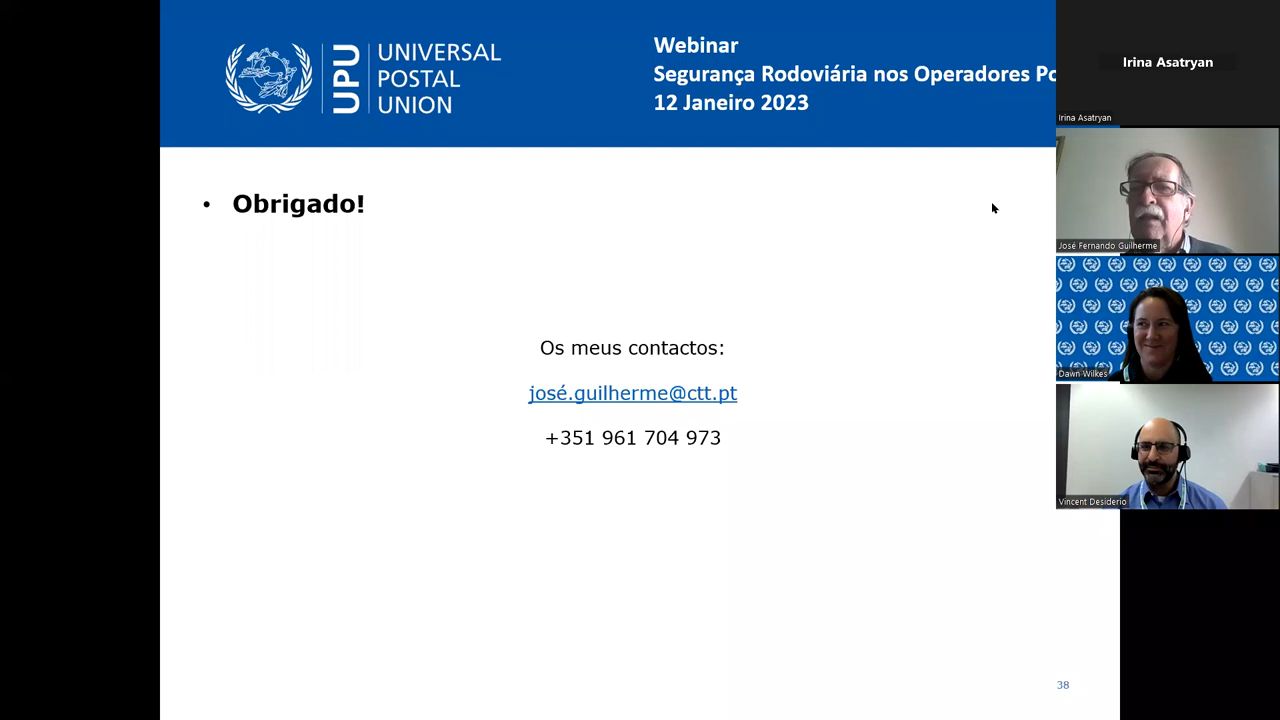 UPU
UNIVERSAL
POSTAL
UNION
Webinar
Segurança Rodoviária nos Operadores
12 Janeiro 2023
• Obrigado!
Os meus contactos:
josé.guilherme@ctt.pt
+351 961 704 973
38
Irina Asatryan
Irina Asatryan
José Fernando Guilherme
Dawn Wilkes
Vincent Desiderio